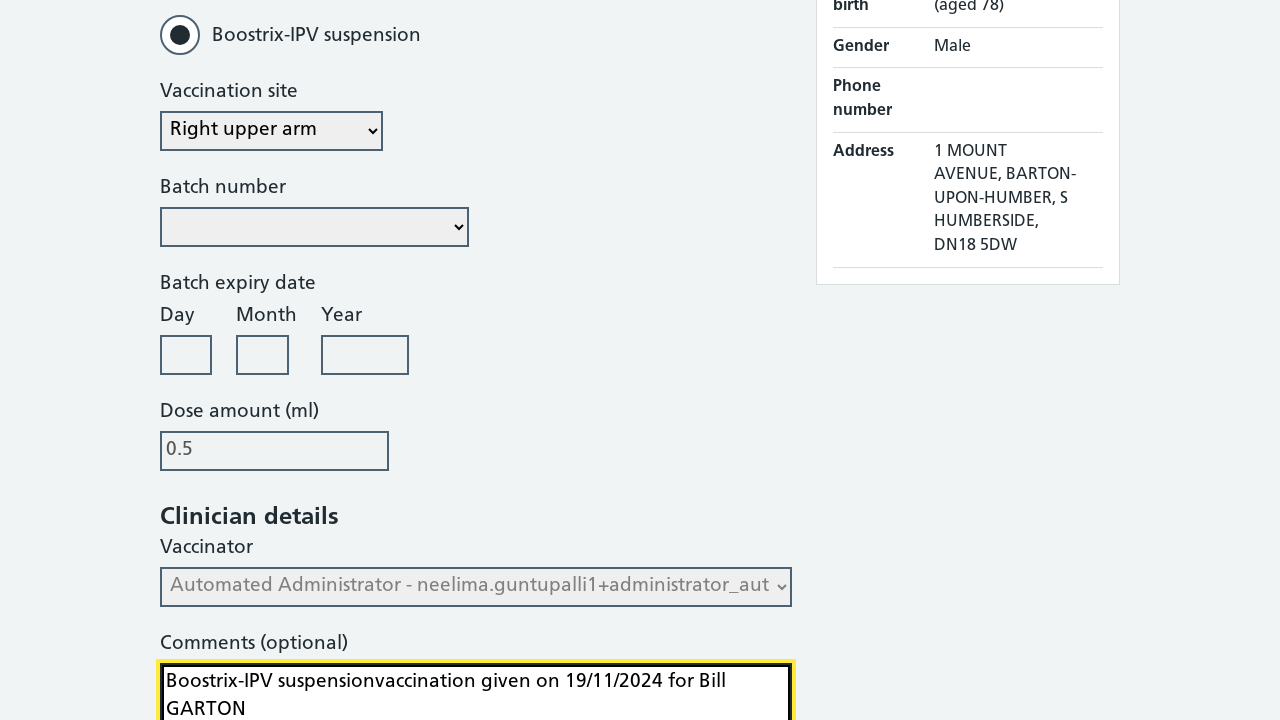 Boostrix-IPV suspension
Vaccination site
Right upper arm
Batch number
Batch expiry date
Day Month Year
Dose amount (ml)
0.5
Clinician details
Vaccinator
Automated Administrator - neelima.guntupalli1+administrator_aut
Comments (optional)
Boostrix-IPV suspensionvaccination given on 19/11/2024 for Bill
GARTON
birth (aged 78)
Gender Male
Phone
number
Address 1 MOUNT
AVENUE, BARTON-
UPON-HUMBER, S
HUMBERSIDE,
DN18 5DW